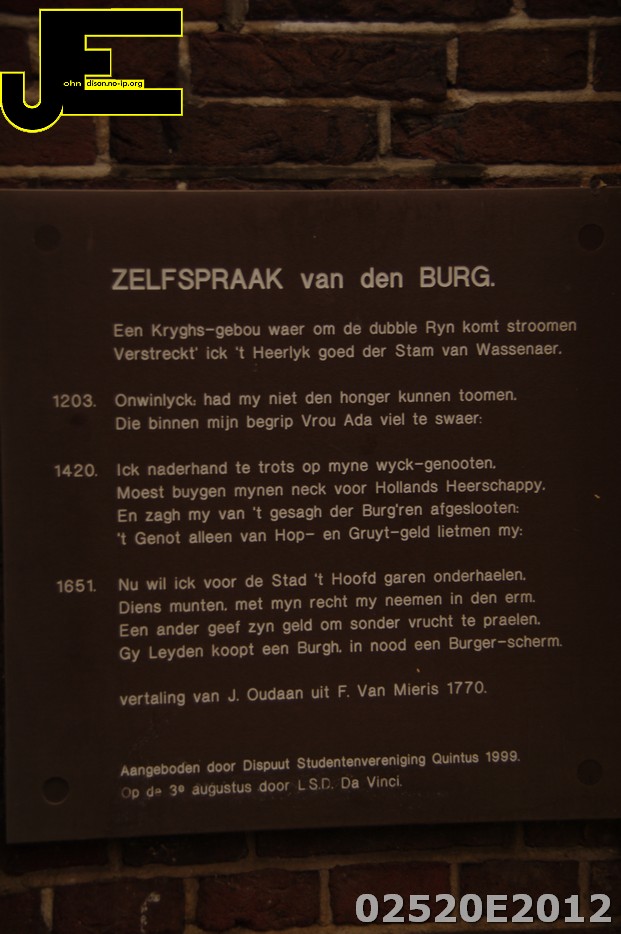 JE
ohn dison.no-ip.org
ZELFSPRAAK van den BURG.
Een Kryghs-gebou waer om de dubble Ryn komt stroomen
Verstreckt' ick 't Heerlyk goed der Stam van Wassenaer.
1203. Onwinlyck: had my niet den honger kunnen toomen.
Die binnen mijn begrip Vrou Ada viel te swaer:
1420. Ick naderhand te trots op myne wyck-genooten.
Moest buygen mynen neck voor Hollands Heerschappy.
En zagh my van 't gesagh der Burg'ren afgeslooten:
't Genot alleen van Hop- en Gruyt-geld lietmen my:
1651. Nu wil ick voor de Stad 't Hoofd garen onderhaelen.
Diens munten. met myn recht my neemen in den erm.
Een ander geef zyn geld om sonder vrucht te praelen.
Gy Leyden koopt een Burgh. in nood een Burger-scherm.
vertaling van J. Oudaan uit F. Van Mieris 1770.
Aangeboden door Dispuut Studentenvereniging Quintus 1999.
Op de 3e augustus door L.S.D. Da Vinci.
02520E2012